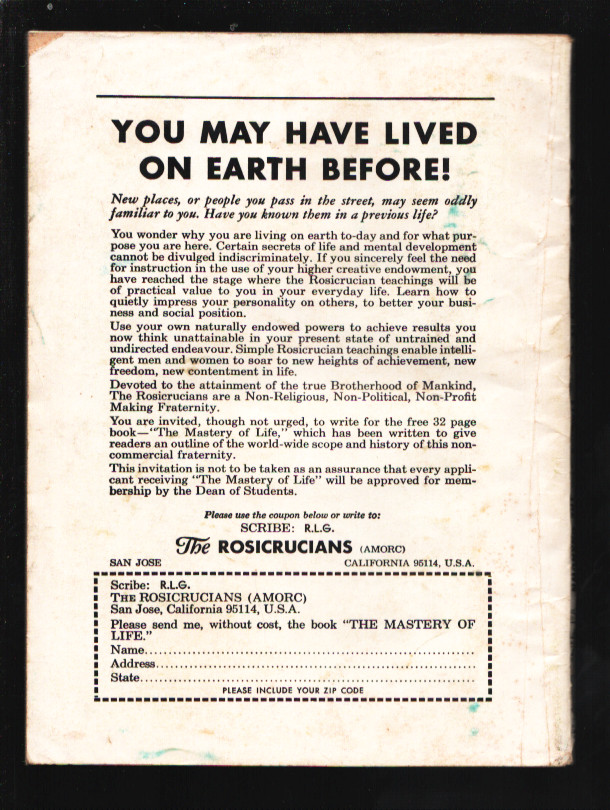 YOU MAY HAVE LIVED
ON EARTH BEFORE!
New places, or people you pass in the street, may seem oddly
familiar to you. Have you known them in a previous life?
You wonder why you are living on earth to-day and for what pur-
pose you are here. Certain secrets of life and mental development
cannot be divulged indiscriminately. If you sincerely feel the need
for instruction in the use of your higher creative endowment, you
have reached the stage where the Rosicrucian teachings will be
of practical value to you in your everyday life. Learn how to
quietly impress your personality on others, to better your busi-
ness and social position.
Use your own naturally endowed powers to achieve results you
now think unattainable in your present state of untrained and
undirected endeavour. Simple Rosicrucian teachings enable intelli-
gent men and women to soar to new heights of achievement, new
freedom, new contentment in life.
Devoted to the attainment of the true Brotherhood of Mankind,
The Rosicrucians are a Non-Religious, Non-Political, Non-Profit
Making Fraternity.
You are invited, though not urged, to write for the free 32 page
book—"The Mastery of Life," which has been written to give
readers an outline of the world-wide scope and history of this non-
commercial fraternity.
This invitation is not to be taken as an assurance that every appli-
cant receiving "The Mastery of Life" will be approved for mem-
bership by the Dean of Students.
Please use the coupon below or write to:
SCRIBE: R.L.G.
The ROSICRUCIANS (AMORC)
SAN JOSE CALIFORNIA 95114, U.S.A.
Scribe: R.L.G.
THE ROSICRUCIANS (AMORC)
San Jose, California 95114, U.S.A.
Please send me, without cost, the book "THE MASTERY OF
LIFE."
Name........................................................................
Address.....................................................................
State.......................................................................
PLEASE INCLUDE YOUR ZIP CODE